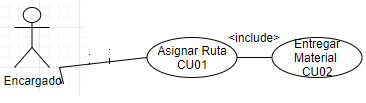 <include>
Asignar Ruta
CU01
Entregar
Material
CU02
Encargado